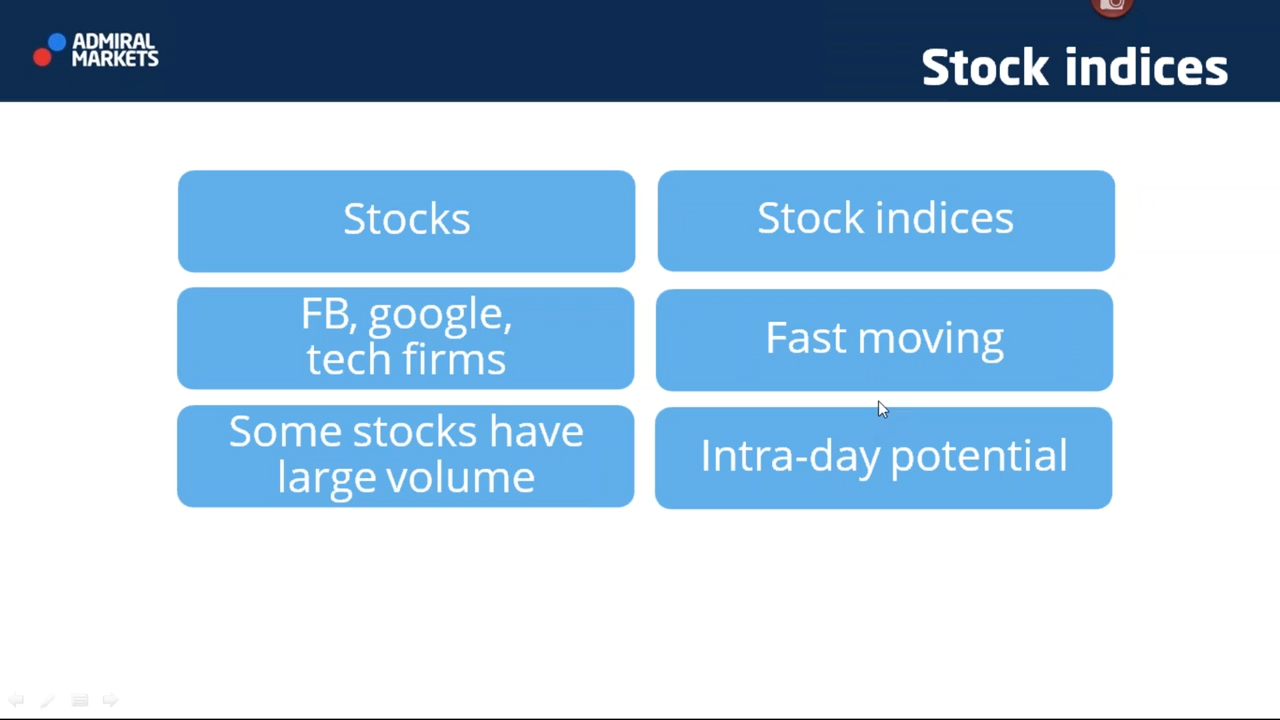 ADMIRAL
MARKETS
Stock indices
Stocks
Stock indices
FB, google,
tech firms
Fast moving
Some stocks have
large volume
Intra-day potential